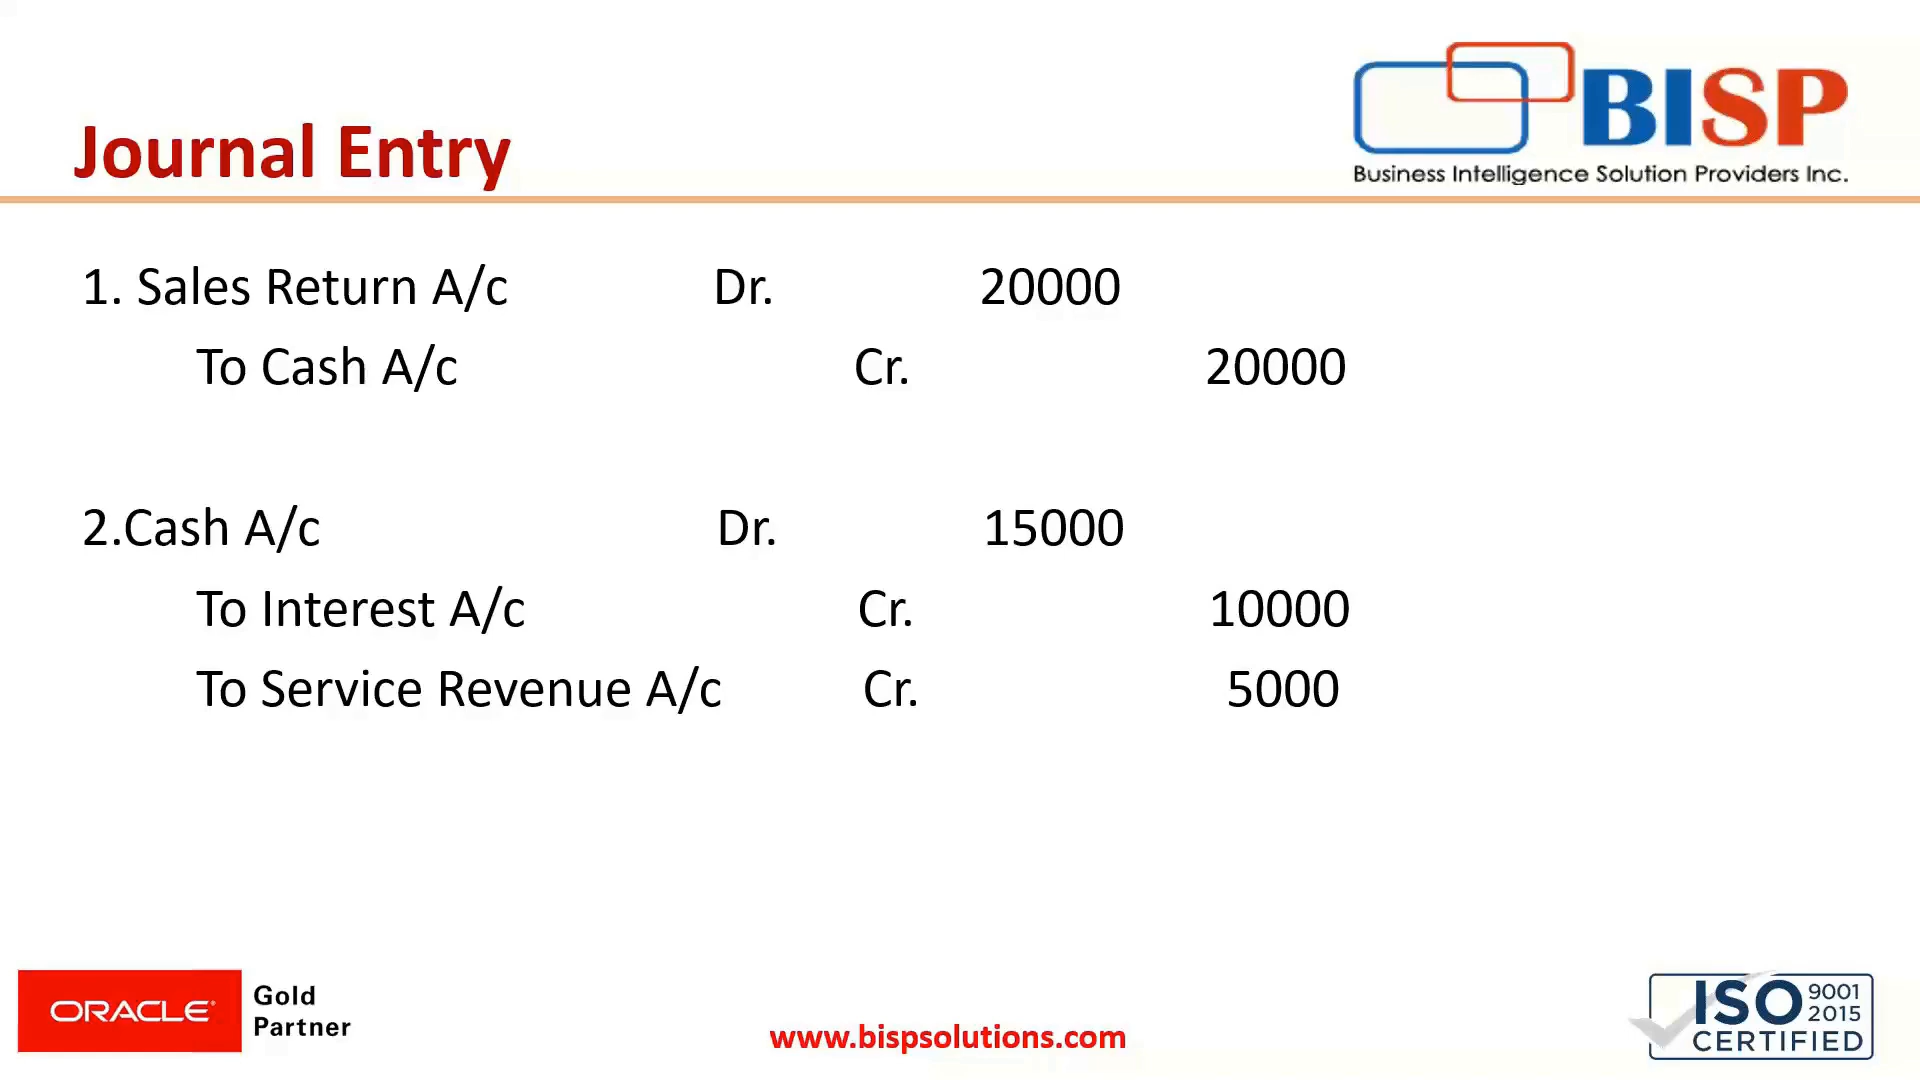 BISP
Business Intelligence Solution Providers Inc.
Journal Entry
1. Sales Return A/c Dr. 20000
To Cash A/c Cr. 20000
2.Cash A/c Dr. 15000
To Interest A/c Cr. 10000
To Service Revenue A/c Cr. 5000
ORACLE®
Gold
Partner
www.bispsolutions.com
ISO 9001
2015
CERTIFIED